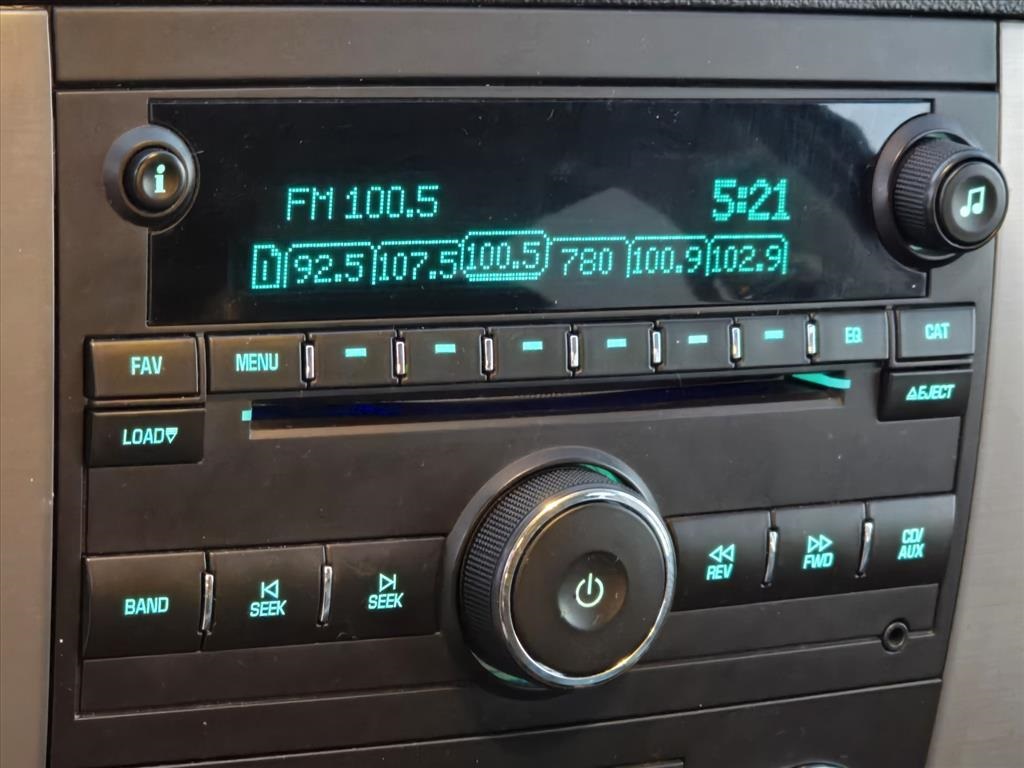 i
FM 100.5 5:21
1 92.5 107.5 100.5 780 100.9 102.9
FAV MENU EQ CAT
LOAD EJECT
BAND SEEK SEEK REV FWD CD/AUX